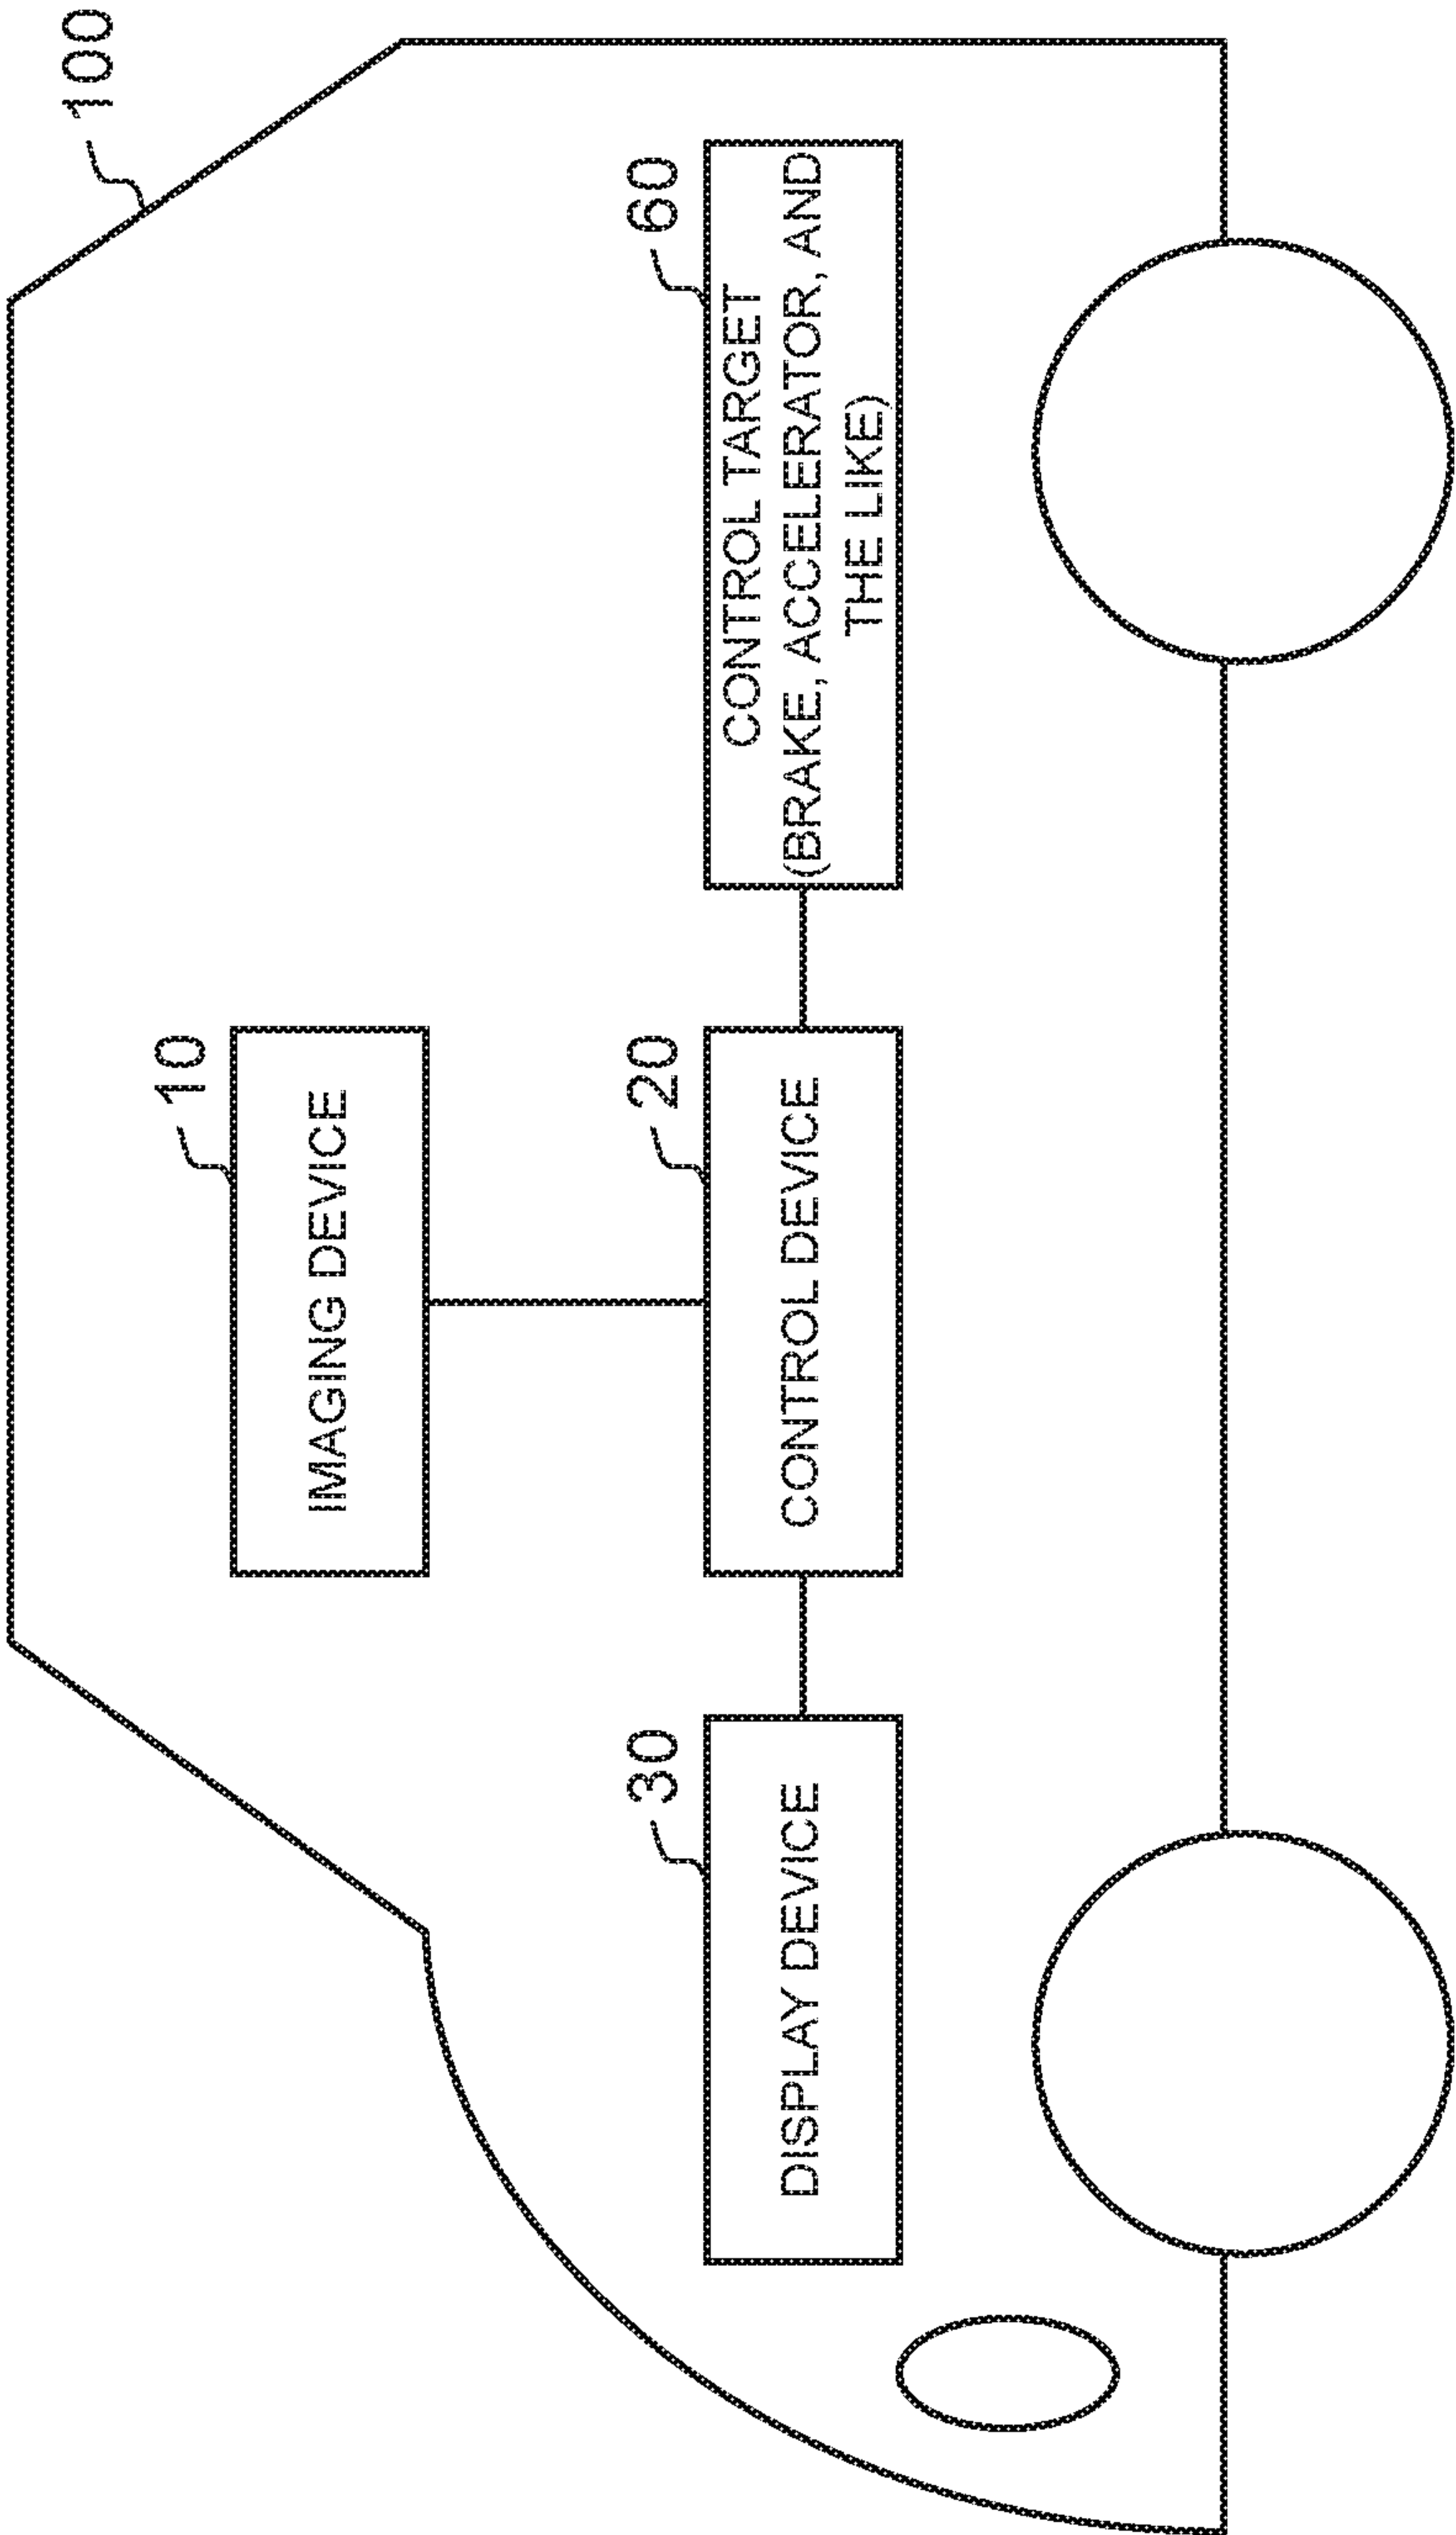 100
10
IMAGING DEVICE
30
DISPLAY DEVICE
20
CONTROL DEVICE
60
CONTROL TARGET
(BRAKE, ACCELERATOR, AND
THE LIKE)